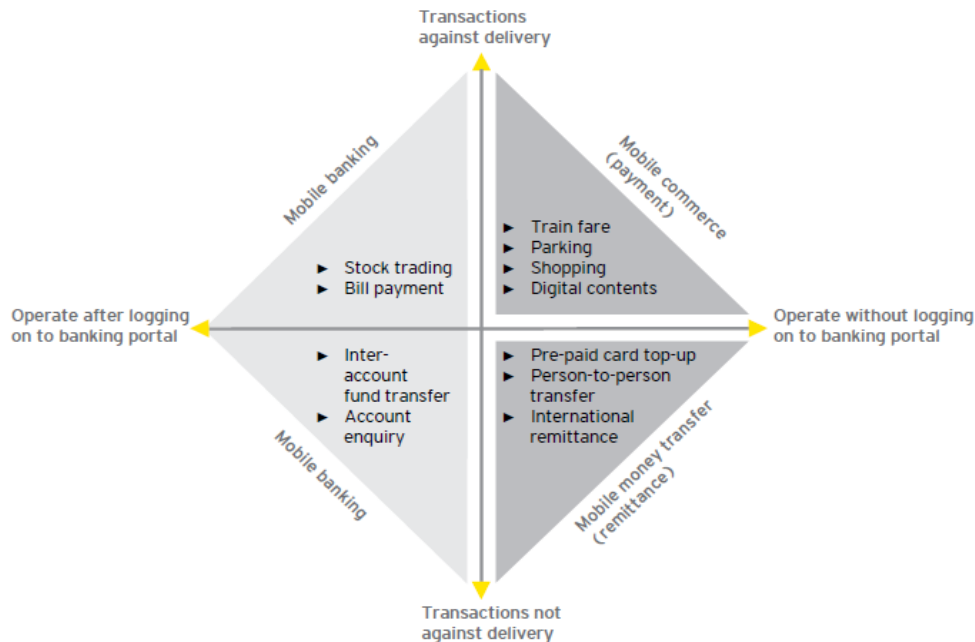 Transactions
against delivery
Mobile banking
Mobile commerce
(payment)
► Train fare
► Parking
► Shopping
► Digital contents
► Stock trading
► Bill payment
Operate after logging
on to banking portal
Operate without logging
on to banking portal
► Inter-
account
fund transfer
► Account
enquiry
► Pre-paid card top-up
► Person-to-person
transfer
► International
remittance
Mobile banking
Mobile money transfer
(remittance)
Transactions not
against delivery